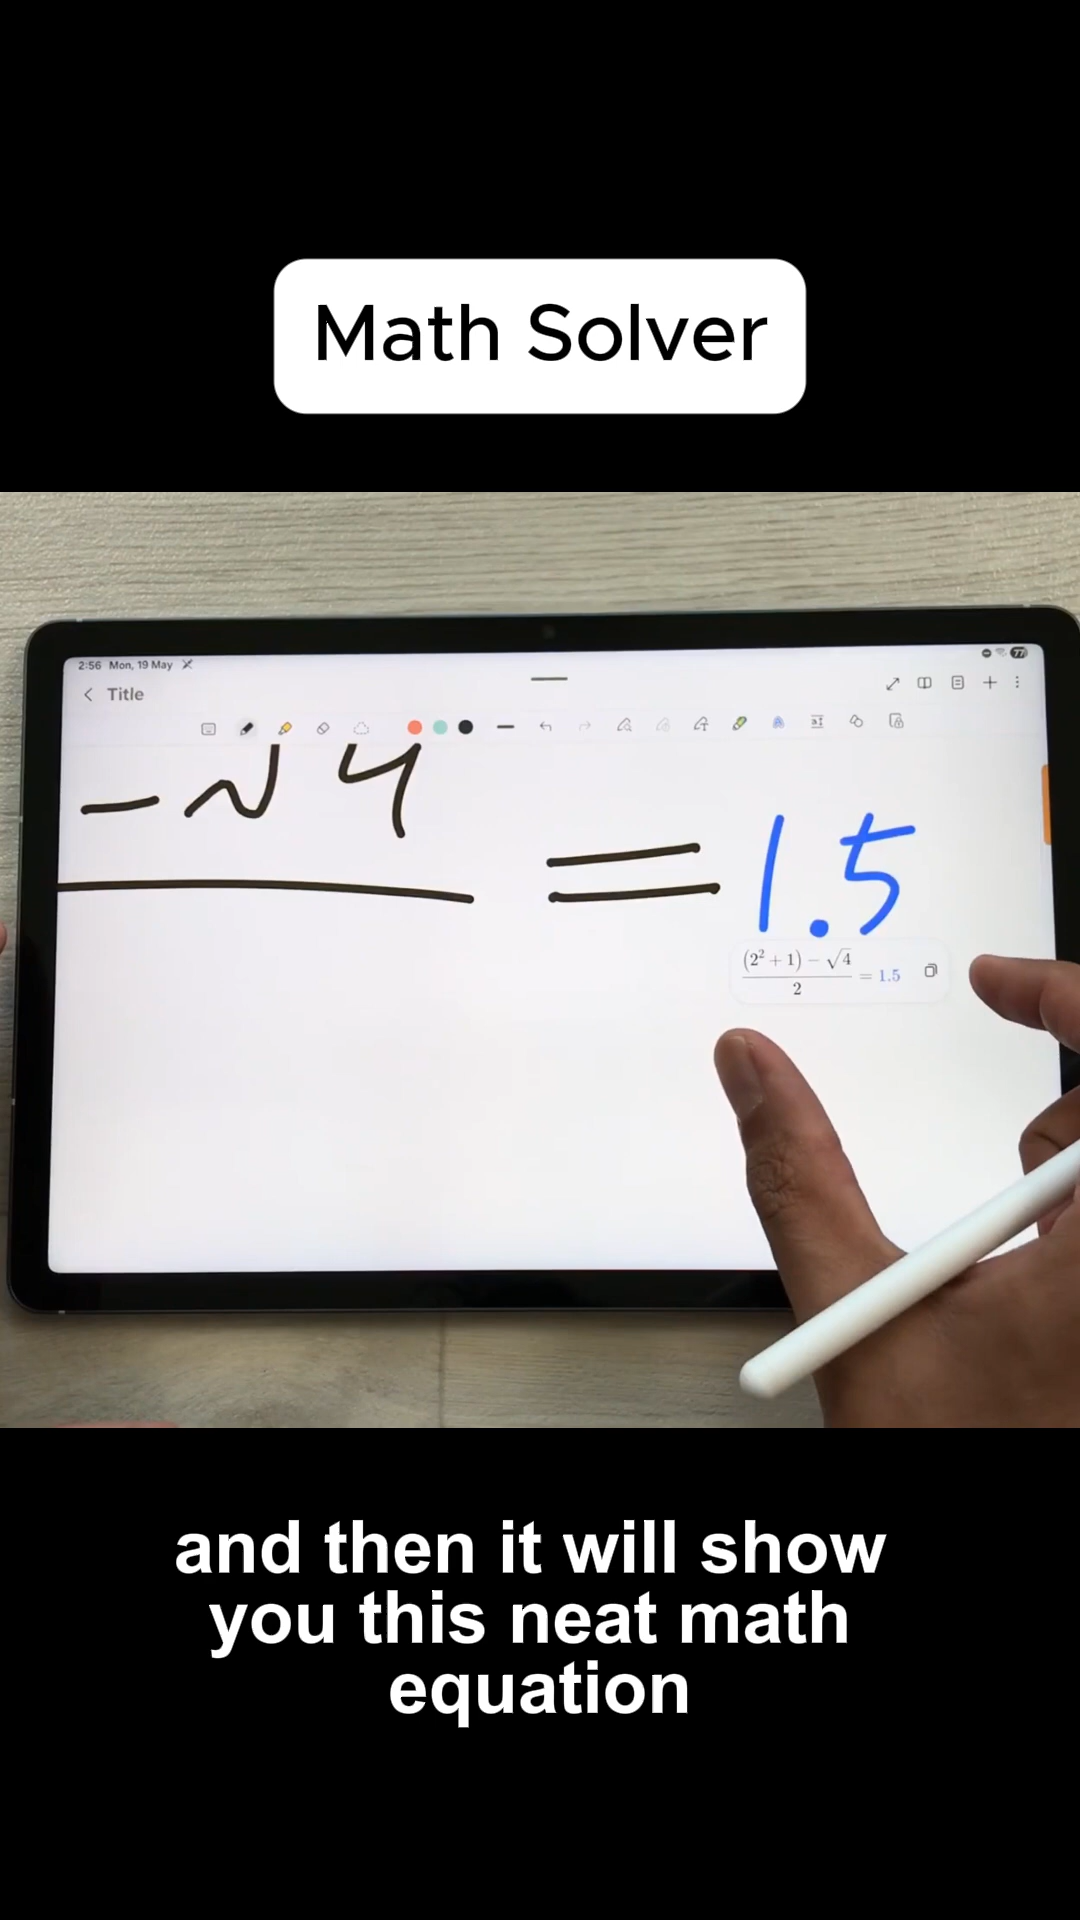 Math Solver
2:56 Mon, 19 May
77
Title
- √4
= 1.5
(2² + 1) - √4
2
= 1.5
and then it will show
you this neat math
equation